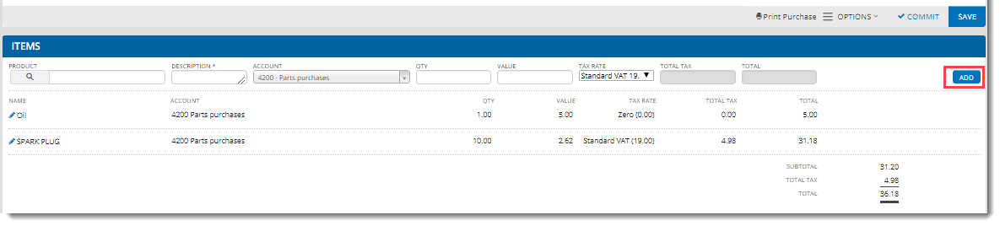 Print Purchase OPTIONS COMMIT SAVE
ITEMS
PRODUCT DESCRIPTION * ACCOUNT QTY VALUE TAX RATE TOTAL TAX TOTAL
4200 - Parts purchases Standard VAT 19. ADD
NAME ACCOUNT QTY VALUE TAX RATE TOTAL TAX TOTAL
Oil 4200 Parts purchases 1.00 5.00 Zero (0.00) 0.00 5.00
SPARK PLUG 4200 Parts purchases 10.00 2.62 Standard VAT (19.00) 4.98 31.18
SUBTOTAL 31.20
TOTAL TAX 4.98
TOTAL 36.18